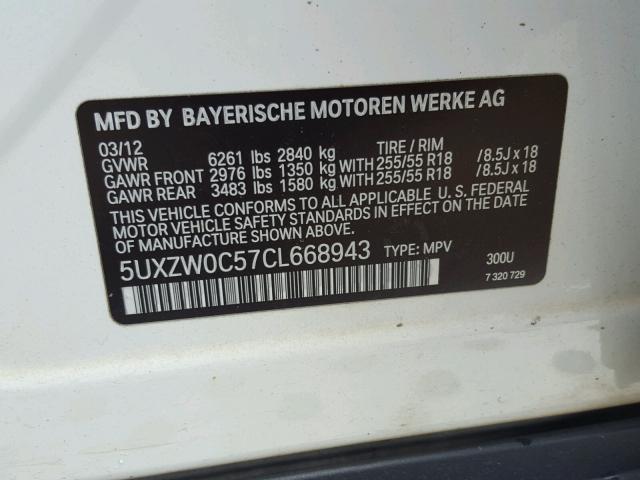 MFD BY BAYERISCHE MOTOREN WERKE AG
03/12 TIRE / RIM
GVWR 6261 lbs 2840 kg
GAWR FRONT 2976 lbs 1350 kg WITH 255/55 R18 / 8.5J x 18
GAWR REAR 3483 lbs 1580 kg WITH 255/55 R18 / 8.5J x 18
THIS VEHICLE CONFORMS TO ALL APPLICABLE U. S. FEDERAL
MOTOR VEHICLE SAFETY STANDARDS IN EFFECT ON THE DATE OF
MANUFACTURE SHOWN ABOVE.
5UXZW0C57CL668943 TYPE: MPV 300U
7 320 729